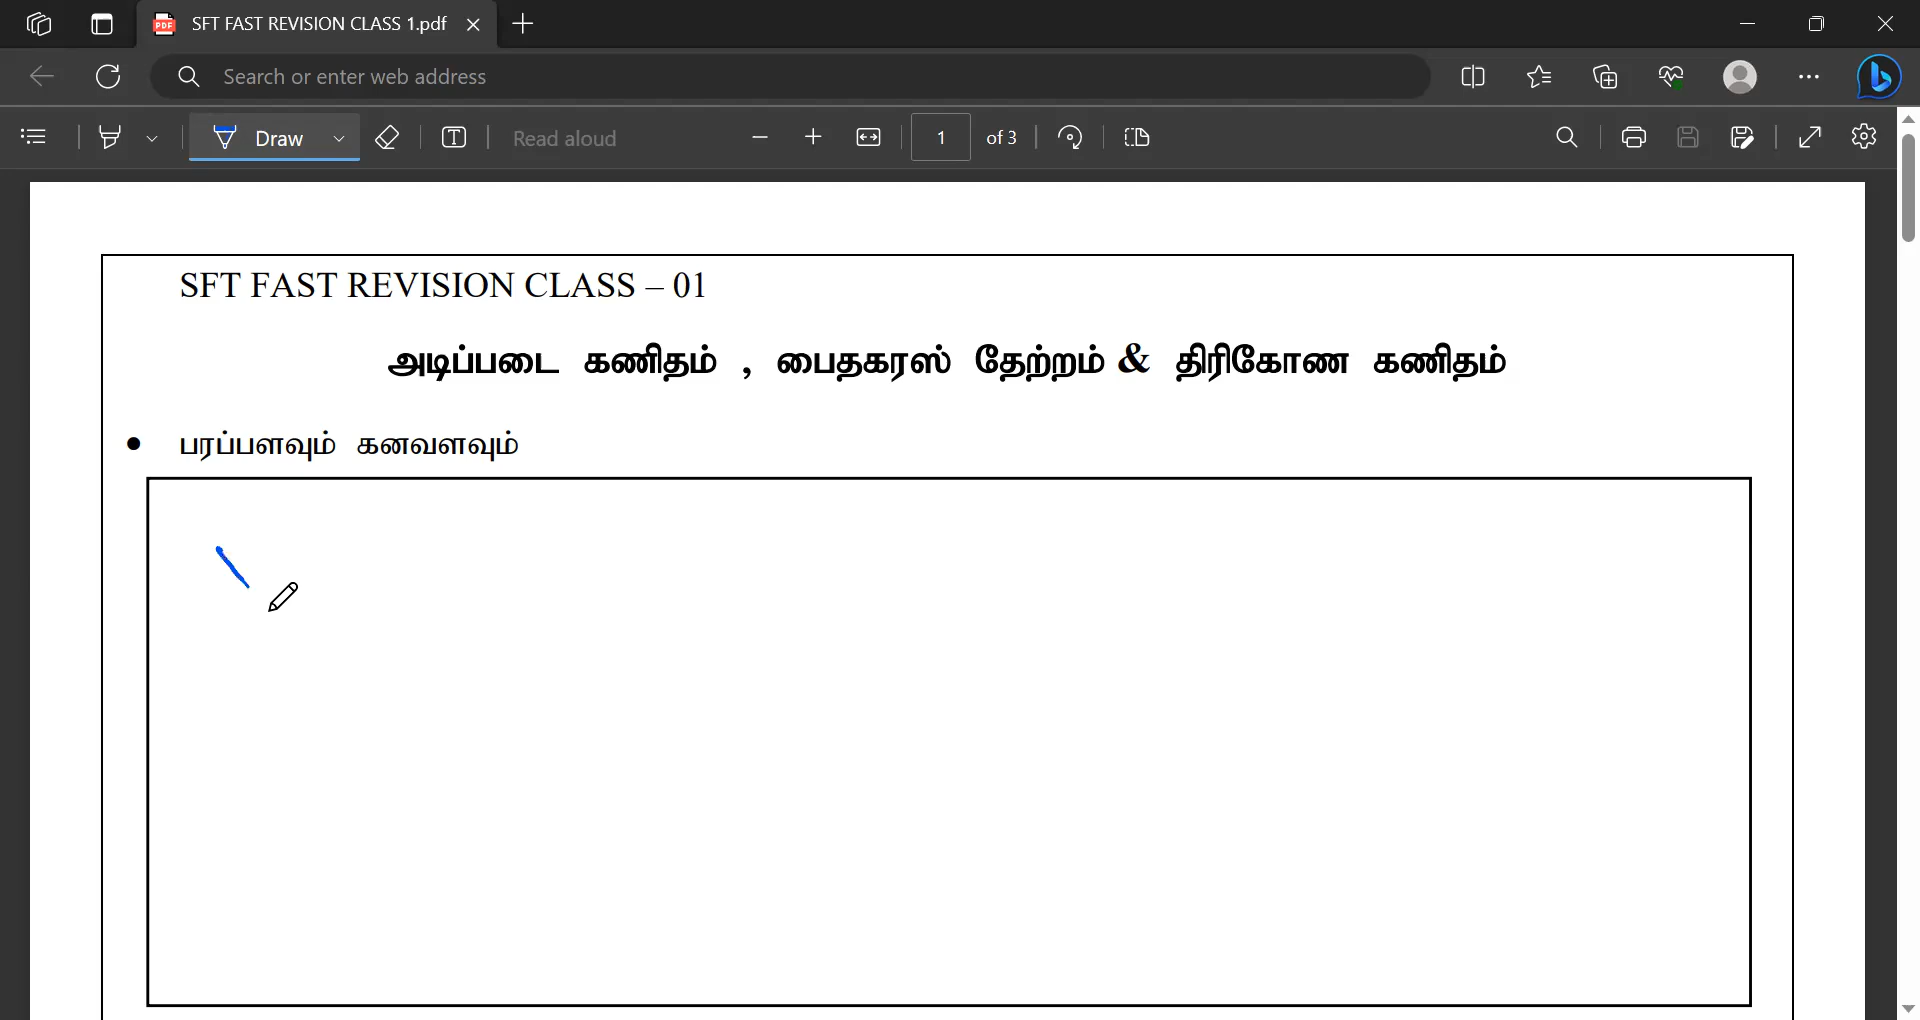 SFT FAST REVISION CLASS 1.pdf
Search or enter web address
Draw
Read aloud
1 of 3
SFT FAST REVISION CLASS – 01
அடிப்படை கணிதம் , பைதகரஸ் தேற்றம் & திரிகோண கணிதம்
● பரப்பளவும் கனவளவும்